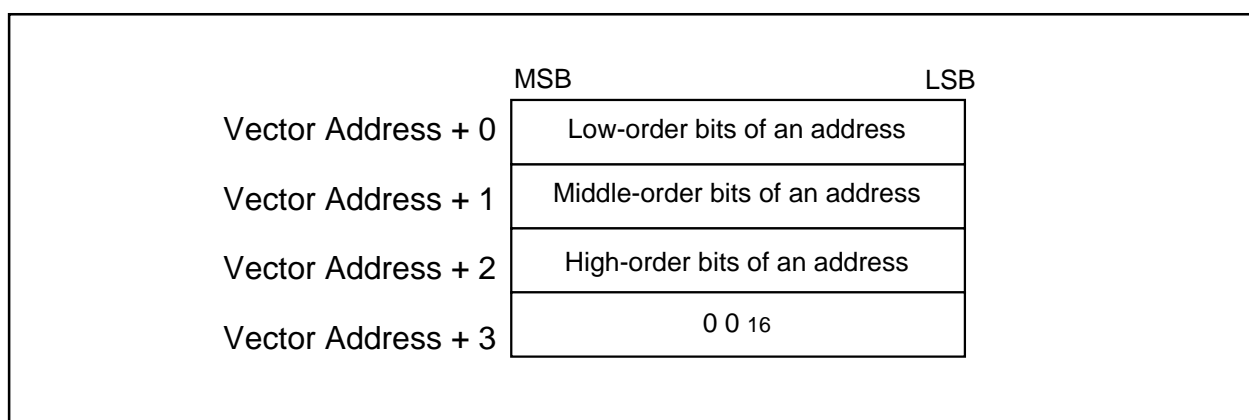 MSB LSB
Vector Address + 0 Low-order bits of an address
Vector Address + 1 Middle-order bits of an address
Vector Address + 2 High-order bits of an address
Vector Address + 3 0 0 16